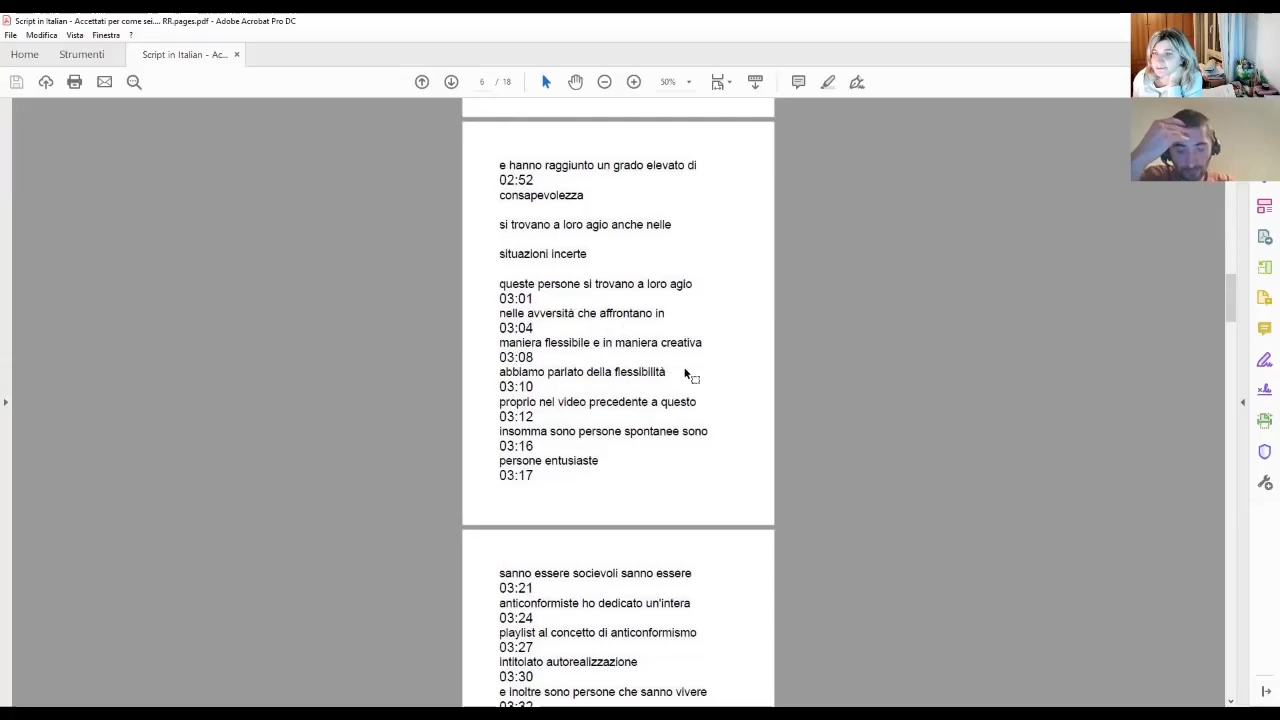 Script in Italian - Accettati per come sei.... RR.pages.pdf - Adobe Acrobat Pro DC
File Modifica Vista Finestra ?
Home Strumenti Script in Italian - Ac... ×
6 / 18 50%
e hanno raggiunto un grado elevato di
02:52
consapevolezza
si trovano a loro agio anche nelle
situazioni incerte
queste persone si trovano a loro agio
03:01
nelle avversità che affrontano in
03:04
maniera flessibile e in maniera creativa
03:08
abbiamo parlato della flessibilità
03:10
proprio nel video precedente a questo
03:12
insomma sono persone spontanee sono
03:16
persone entusiaste
03:17
sanno essere socievoli sanno essere
03:21
anticonformiste ho dedicato un'intera
03:24
playlist al concetto di anticonformismo
03:27
intitolato autorealizzazione
03:30
e inoltre sono persone che sanno vivere
03:32